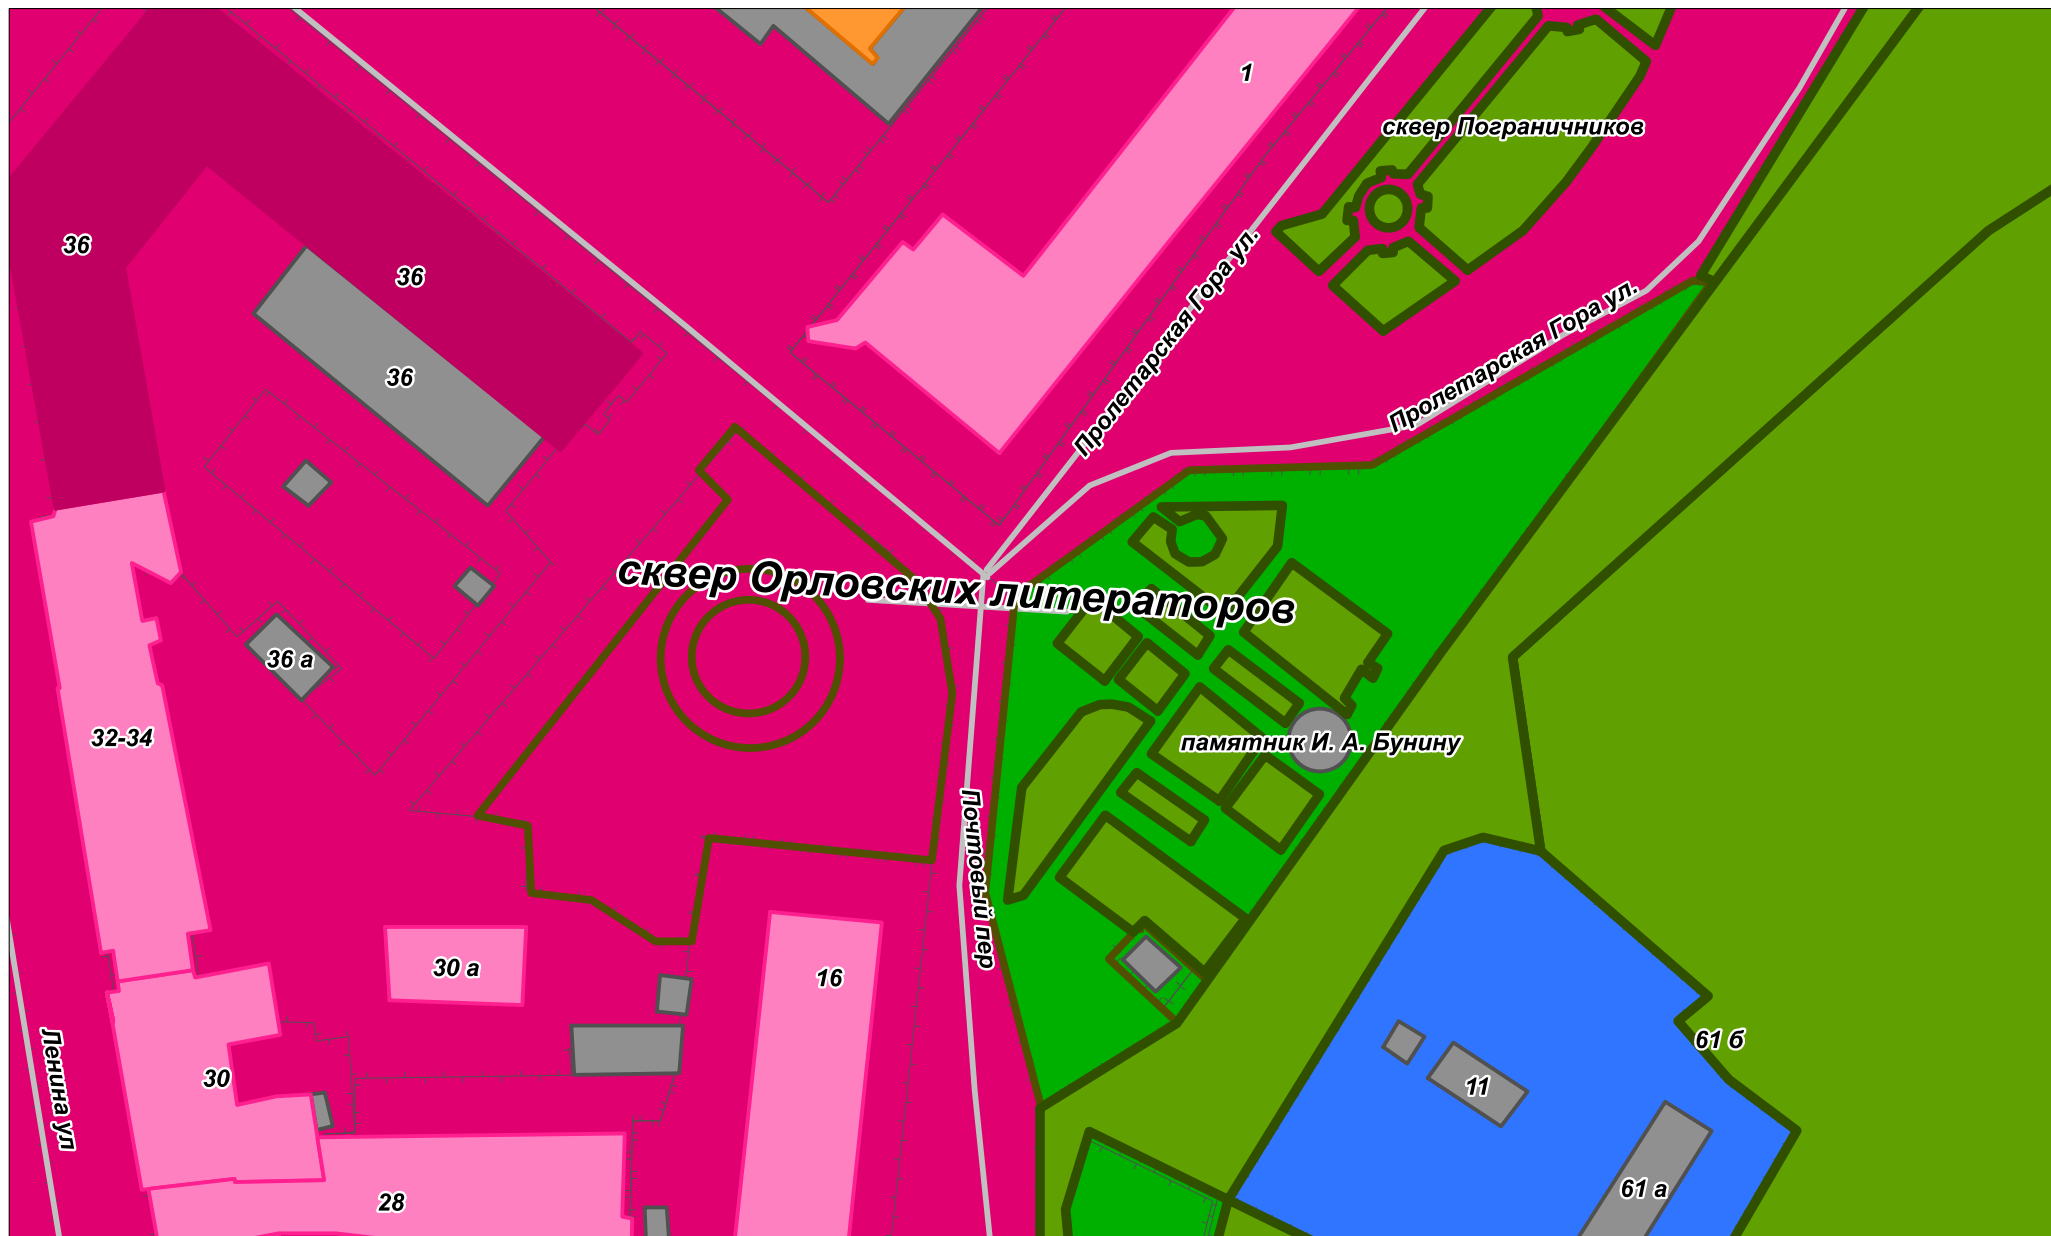 1
сквер Пограничников
36
36
Пролетарская Гора ул.
Пролетарская Гора ул.
36
сквер Орловских литераторов
36 а
32-34
памятник И. А. Бунину
Почтовый пер
30 а
16
Ленина ул
61 б
30
11
61 а
28